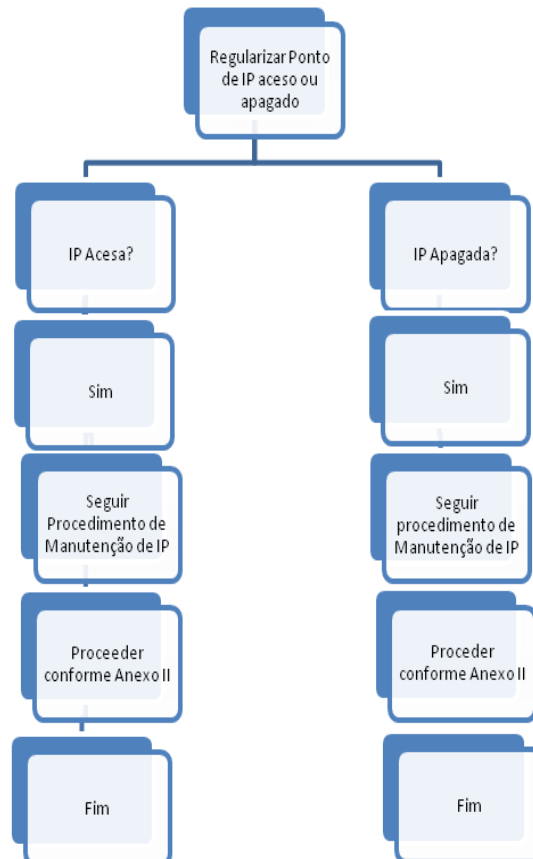 Regularizar Ponto
de IP aceso ou
apagado
IP Acesa?
Sim
Seguir
Procedimento de
Manutenção de IP
Proceeder
conforme Anexo II
Fim
IP Apagada?
Sim
Seguir
procedimento de
Manutenção de IP
Proceder
conforme Anexo II
Fim